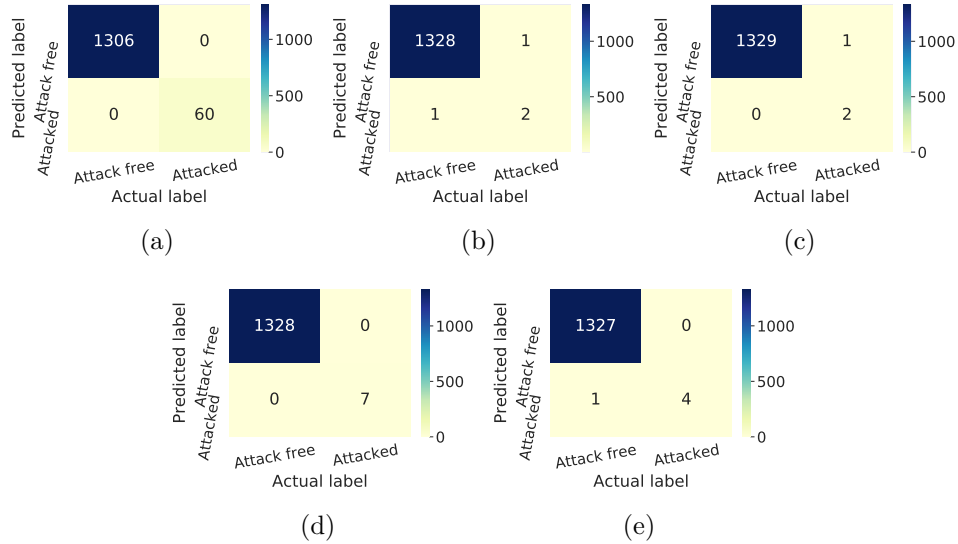 Predicted label
Attack free
Attacked
1306 0
0 60
1000
500
0
Attack free Attacked
Actual label
(a)
Predicted label
Attack free
Attacked
1328 1
1 2
1000
500
0
Attack free Attacked
Actual label
(b)
Predicted label
Attack free
Attacked
1329 1
0 2
1000
500
0
Attack free Attacked
Actual label
(c)
Predicted label
Attack free
Attacked
1328 0
0 7
1000
500
0
Attack free Attacked
Actual label
(d)
Predicted label
Attack free
Attacked
1327 0
1 4
1000
500
0
Attack free Attacked
Actual label
(e)